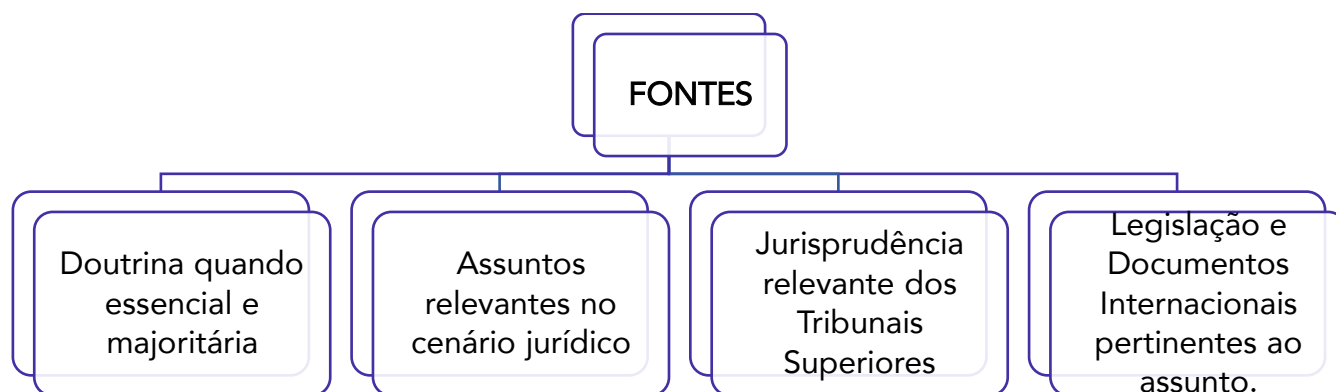 FONTES
Doutrina quando
essencial e
majoritária
Assuntos
relevantes no
cenário jurídico
Jurisprudência
relevante dos
Tribunais
Superiores
Legislação e
Documentos
Internacionais
pertinentes ao
assunto.